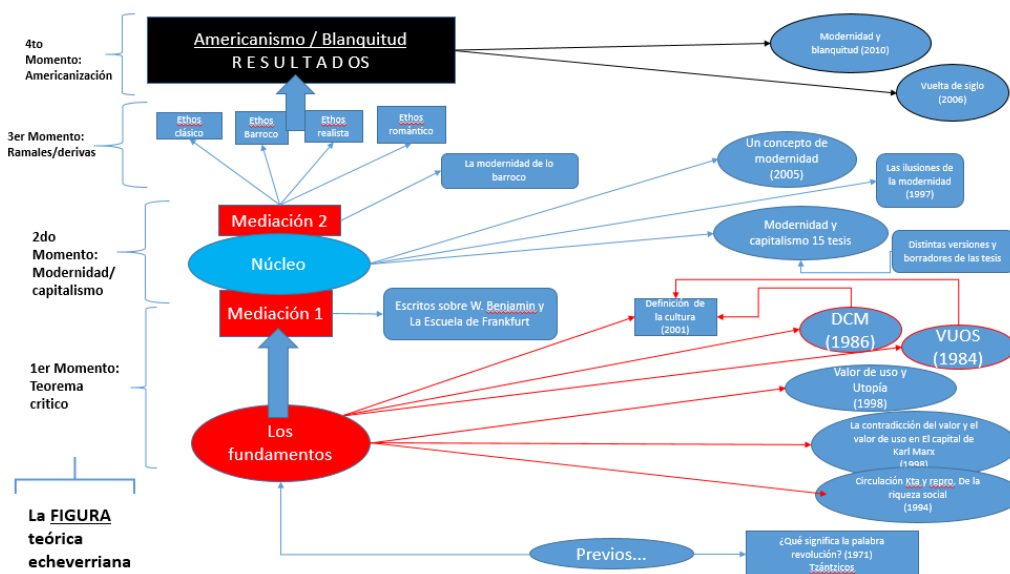 4to
Momento:
Americanización
Americanismo / Blanquitud
R E S U L T A D OS
Modernidad y
blanquitud (2010)
Vuelta de siglo
(2006)
3er Momento:
Ramales/derivas
Ethos
clásico
Ethos
Barroco
Ethos
realista
Ethos
romántico
La modernidad de lo
barroco
Un concepto de
modernidad
(2005)
Las ilusiones de
la modernidad
(1997)
2do
Momento:
Modernidad/
capitalismo
Mediación 2
Núcleo
Modernidad y
capitalismo 15 tesis
Distintas versiones y
borradores de las tesis
Mediación 1
Escritos sobre W. Benjamin y
La Escuela de Frankfurt
Definición de
la cultura
(2001)
DCM
(1986)
VUOS
(1984)
1er Momento:
Teorema
critico
Los
fundamentos
Valor de uso y
Utopía
(1998)
La contradicción del valor y el
valor de uso en El capital de
Karl Marx
(1998)
Circulación Kta y repro. De la
riqueza social
(1994)
La FIGURA
teórica
echeverriana
Previos...
¿Qué significa la palabra
revolución? (1971)
Tzántzicos